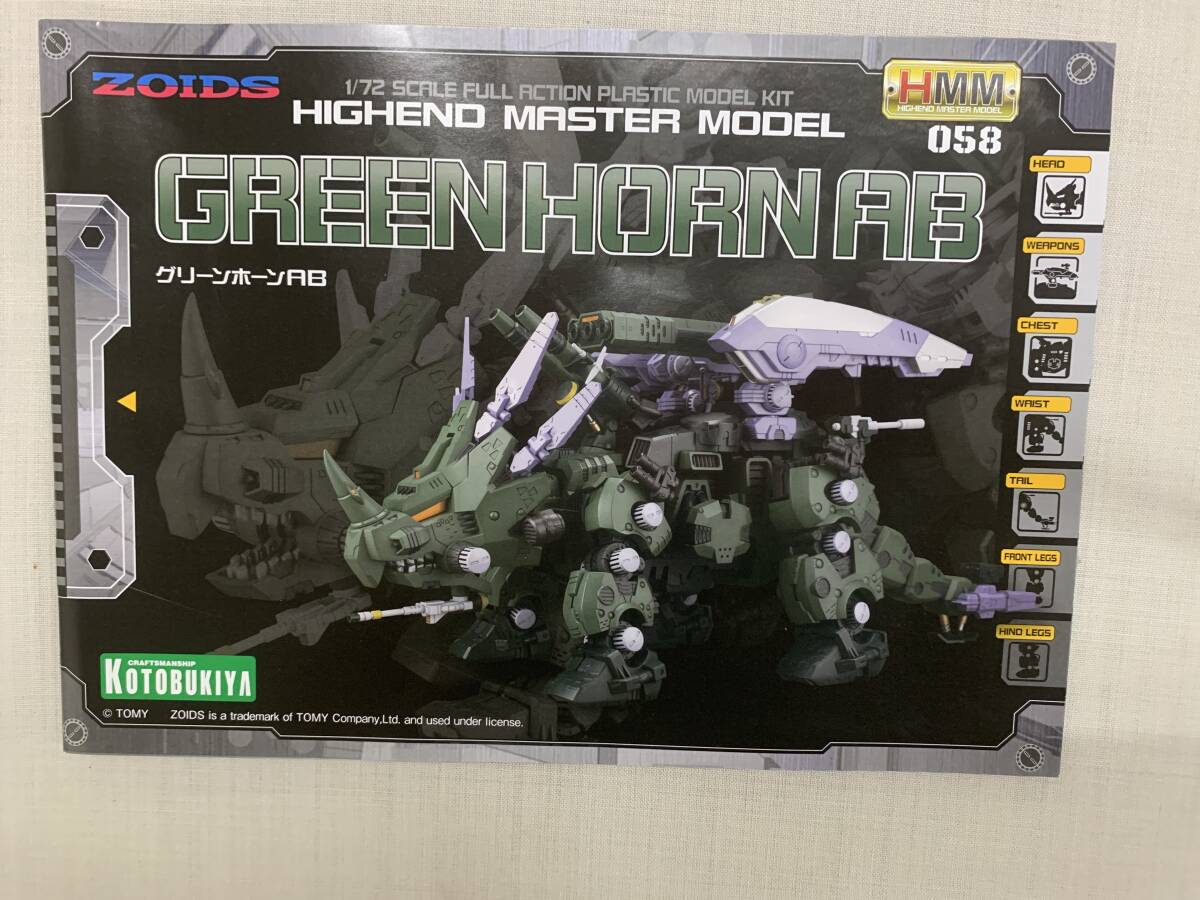 ZOIDS
1/72 SCALE FULL ACTION PLASTIC MODEL KIT
HIGHEND MASTER MODEL
HMM
HIGHEND MASTER MODEL
058
GREEN HORN AB
グリーンホーンAB
HEAD
WEAPONS
CHEST
WAIST
TAIL
FRONT LEGS
HIND LEGS
CRAFTSMANSHIP
KOTOBUKIYA
© TOMY ZOIDS is a trademark of TOMY Company,Ltd. and used under license.